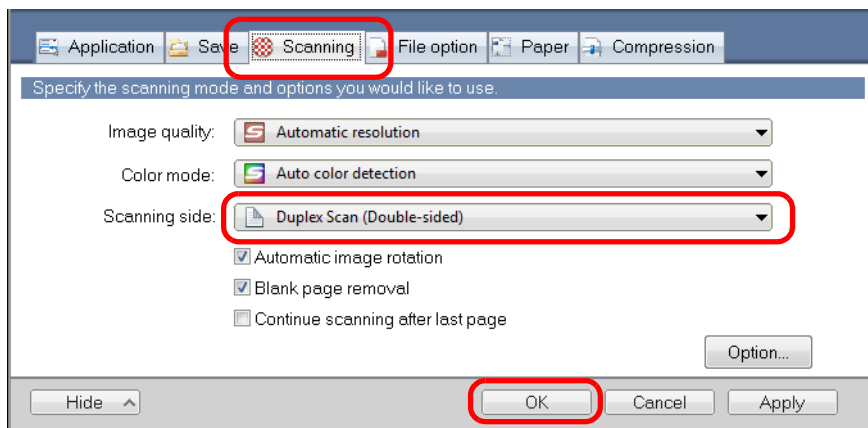 Application Save Scanning File option Paper Compression
Specify the scanning mode and options you would like to use.
Image quality: Automatic resolution
Color mode: Auto color detection
Scanning side: Duplex Scan (Double-sided)
Automatic image rotation
Blank page removal
Continue scanning after last page
Option...
Hide OK Cancel Apply